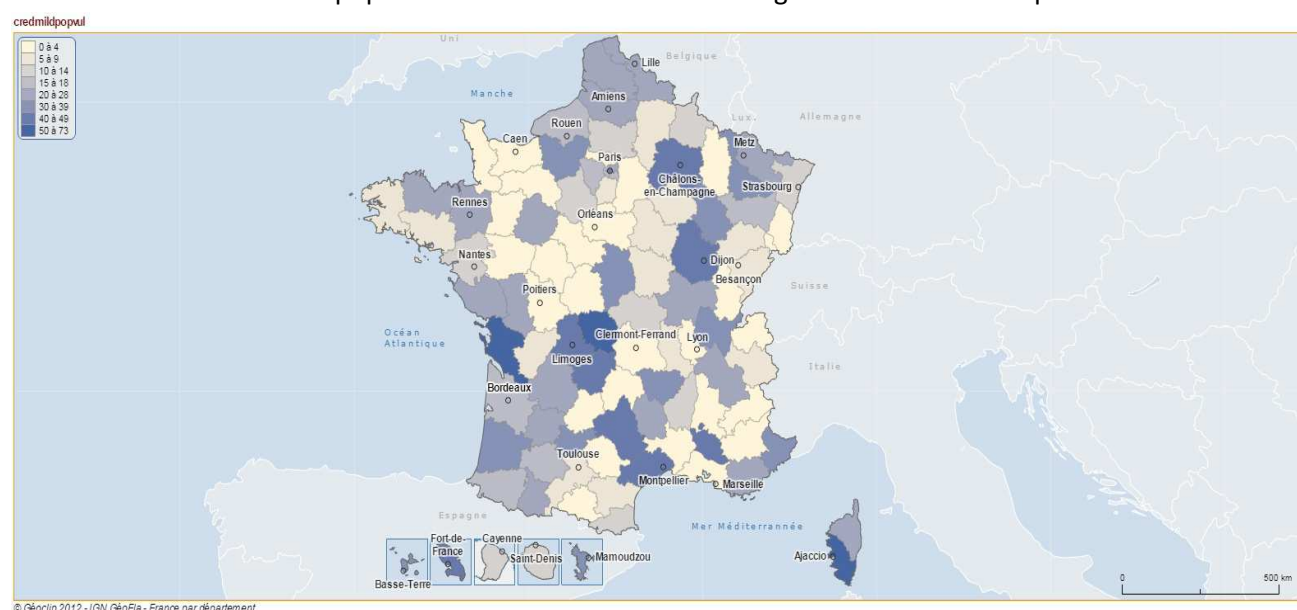 credmildpopvul
0 à 4
5 à 9
10 à 14
15 à 18
20 à 28
30 à 39
40 à 49
50 à 73
Uni
Belgique
Lille
Manche
Amiens
Lux.
Allemagne
Rouen
Caen
Metz
Paris
Châlons-
en-Champagne
Strasbourg
Rennes
Orléans
Nantes
Dijon
Besançon
Poitiers
Suisse
Océan
Atlantique
Clermont-Ferrand
Lyon
Limoges
Italie
Bordeaux
Toulouse
Montpellier
Marseille
Espagne
Mer Méditerrannée
Fort-de-
France
Cayenne
Saint-Denis
Mamoudzou
Ajaccio
Basse-Terre
0
500 km
© Géoclip 2012 - IGN GéoFla - France par département